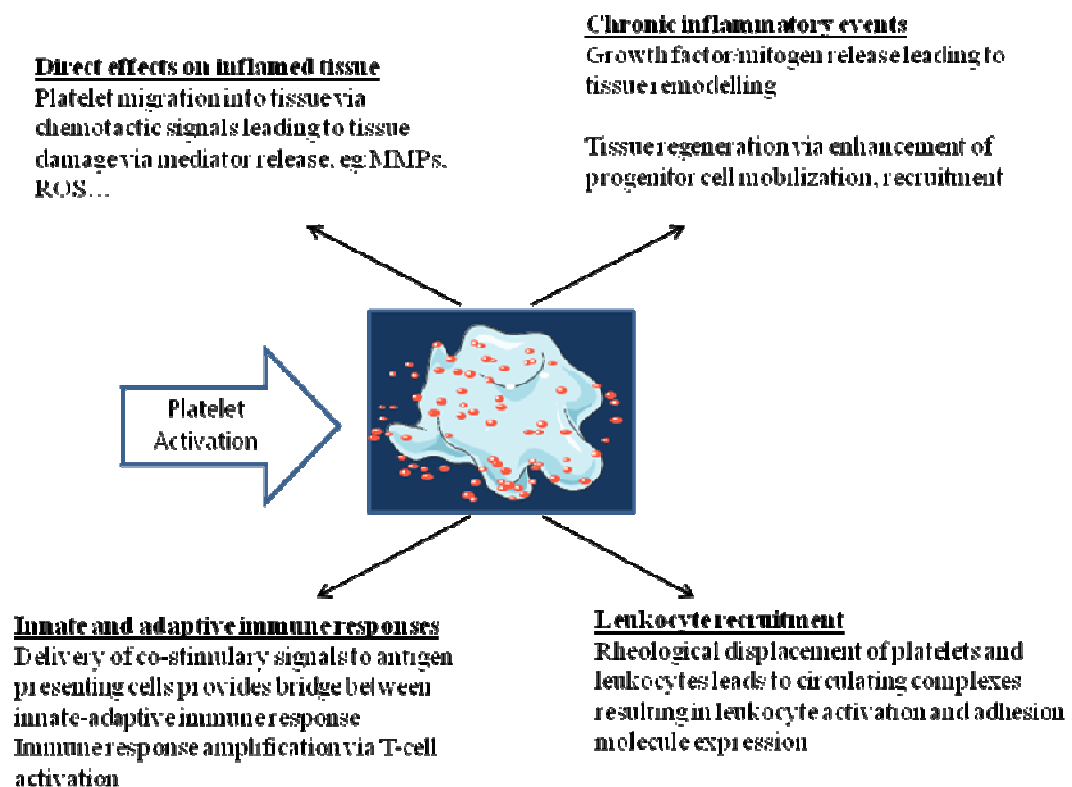 Direct effects on inflamed tissue
Platelet migration into tissue via
chemotactic signals leading to tissue
damage via mediator release, eg MMPs,
ROS...
Chronic inflammatory events
Growth factor-mitogen release leading to
tissue remodelling
Tissue regeneration via enhancement of
progenitor cell mobilization, recruitment
Platelet
Activation
Innate and adaptive immune responses
Delivery of co-stimulary signals to antigen
presenting cells provides bridge between
innate-adaptive immune response
Immune response amplification via T-cell
activation
Leukocyte recruitment
Rheological displacement of platelets and
leukocytes leads to circulating complexes
resulting in leukocyte activation and adhesion
molecule expression